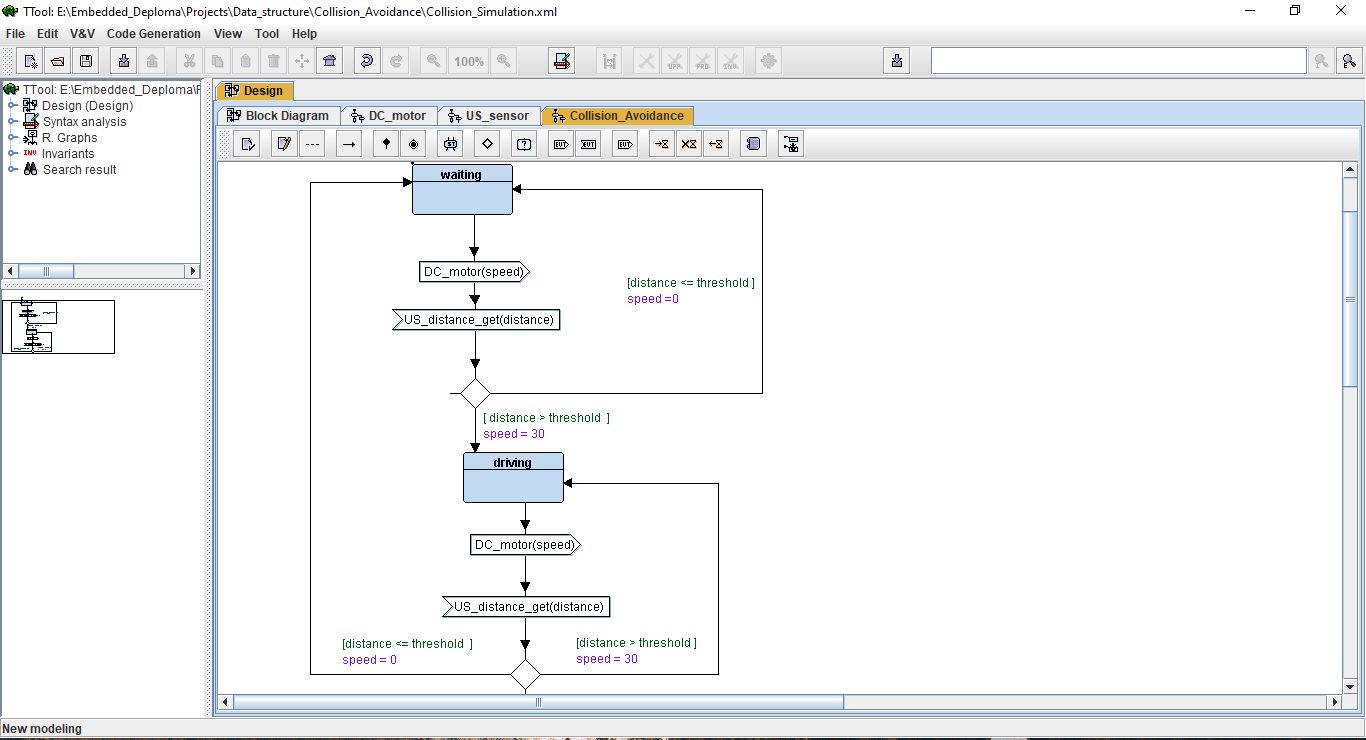 TTool: E:\Embedded_Deploma\Projects\Data_structure\Collision_Avoidance\Collision_Simulation.xml
File Edit V&V Code Generation View Tool Help
100%
TTool: E:\Embedded_Deploma\
Design (Design)
Syntax analysis
R. Graphs
INV Invariants
Search result
Design
Block Diagram DC_motor US_sensor Collision_Avoidance
waiting
DC_motor(speed)
[distance <= threshold ]
speed =0
US_distance_get(distance)
[ distance > threshold ]
speed = 30
driving
DC_motor(speed)
US_distance_get(distance)
[distance <= threshold ]
speed = 0
[distance > threshold ]
speed = 30
New modeling